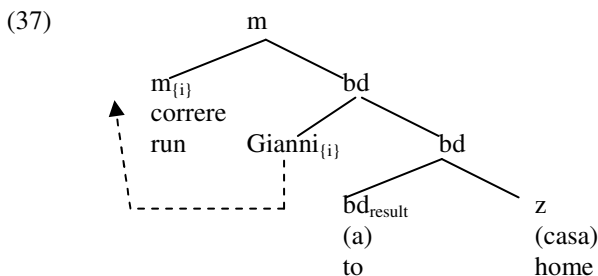 (37) m
m{i} bd
correre
run Gianni{i} bd
bdresult z
(a) (casa)
to home